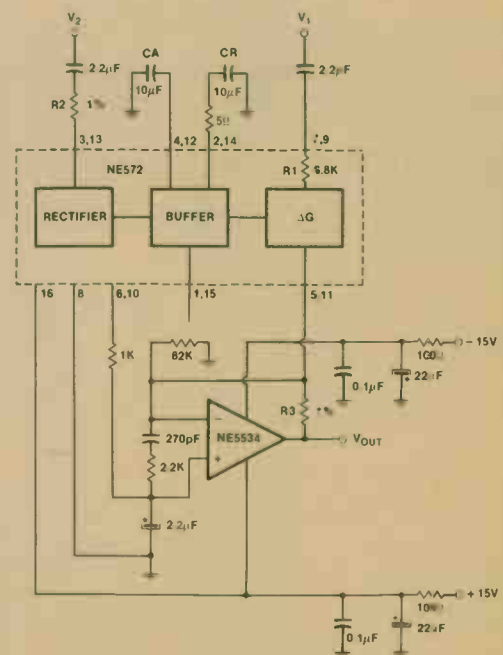 V2
V1
2.2µF
2.2µF
CA
CR
10µF
10µF
R2
3,13
4,12
2,14
NE572
R1
6.8K
RECTIFIER
BUFFER
ΔG
16
8
6,10
1,15
5,11
1K
82K
−15V
0.1µF
22µF
R3
270pF
−
NE5534
VOUT
2.2K
+
2.2µF
+15V
0.1µF
22µF